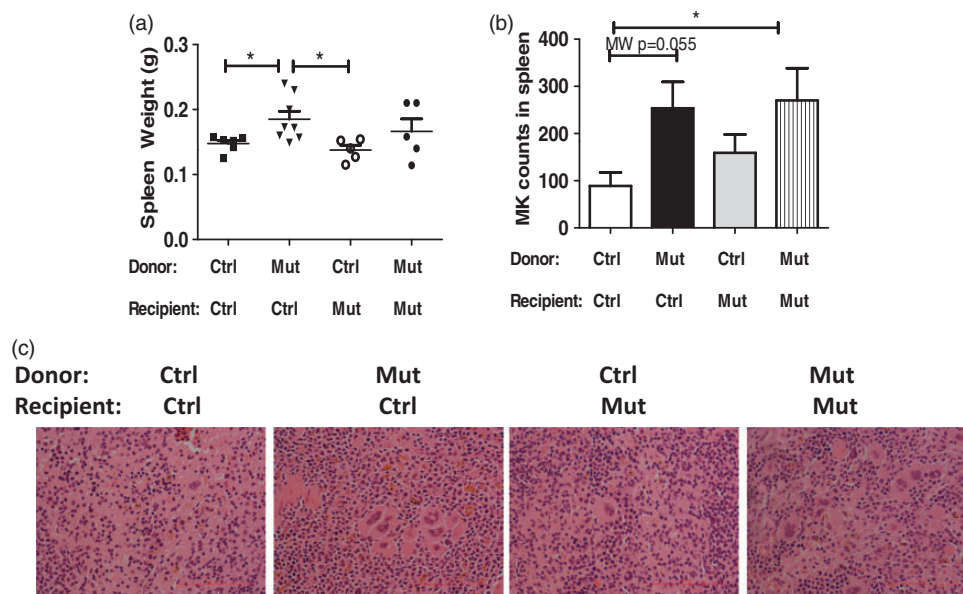 (a)
Spleen Weight (g)
0.3
0.2
0.1
0.0
* *
Donor: Ctrl Mut Ctrl Mut
Recipient: Ctrl Ctrl Mut Mut
(b)
MK counts in spleen
400
300
200
100
0
*
MW p=0.055
Donor: Ctrl Mut Ctrl Mut
Recipient: Ctrl Ctrl Mut Mut
(c)
Donor: Ctrl Mut Ctrl Mut
Recipient: Ctrl Ctrl Mut Mut